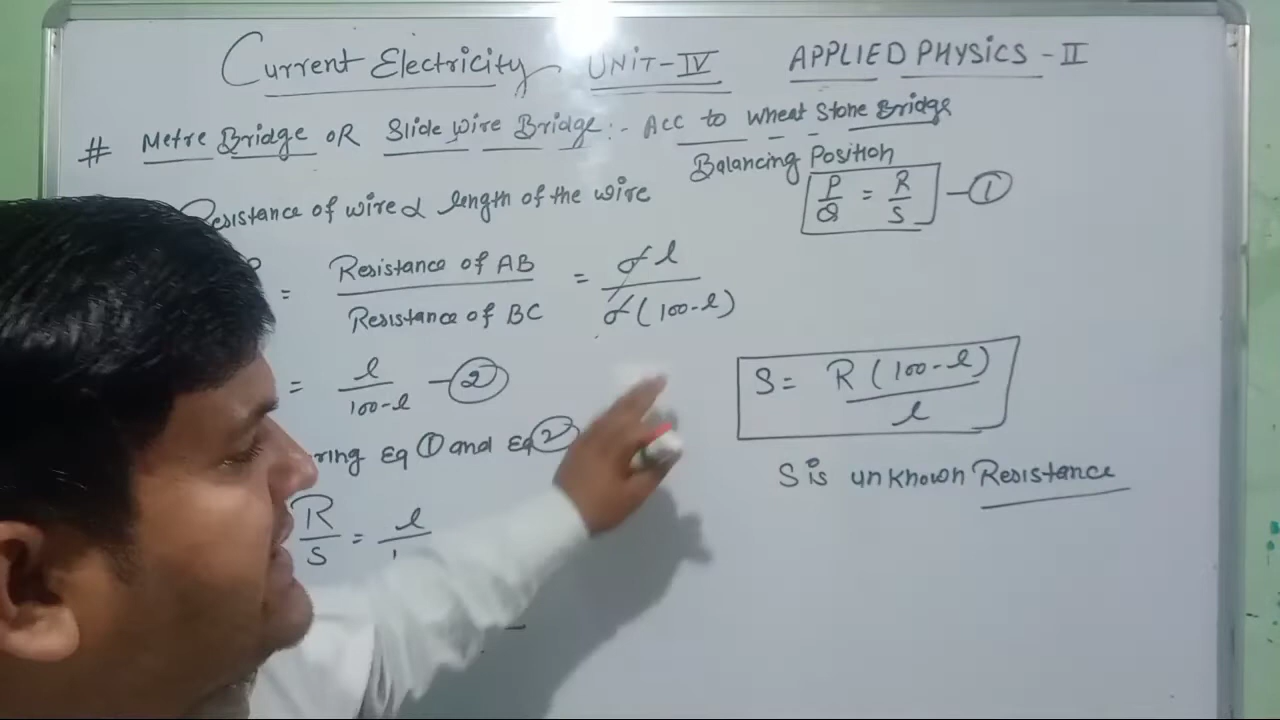 Current Electricity UNiT-IV APPLIED PHYSICS-II
# Metre Bridge OR Slide Wire Bridge:- Acc to Wheat Stone Bridge
Balancing Position
P/Q = R/S — ①
Resistance of wire α length of the wire
= Resistance of AB / Resistance of BC = σl / σ(100-l)
= l / 100-l — ②
S = R(100-l) / l
ring Eq ① and Eq ②
S is unknown Resistance
R/S = l